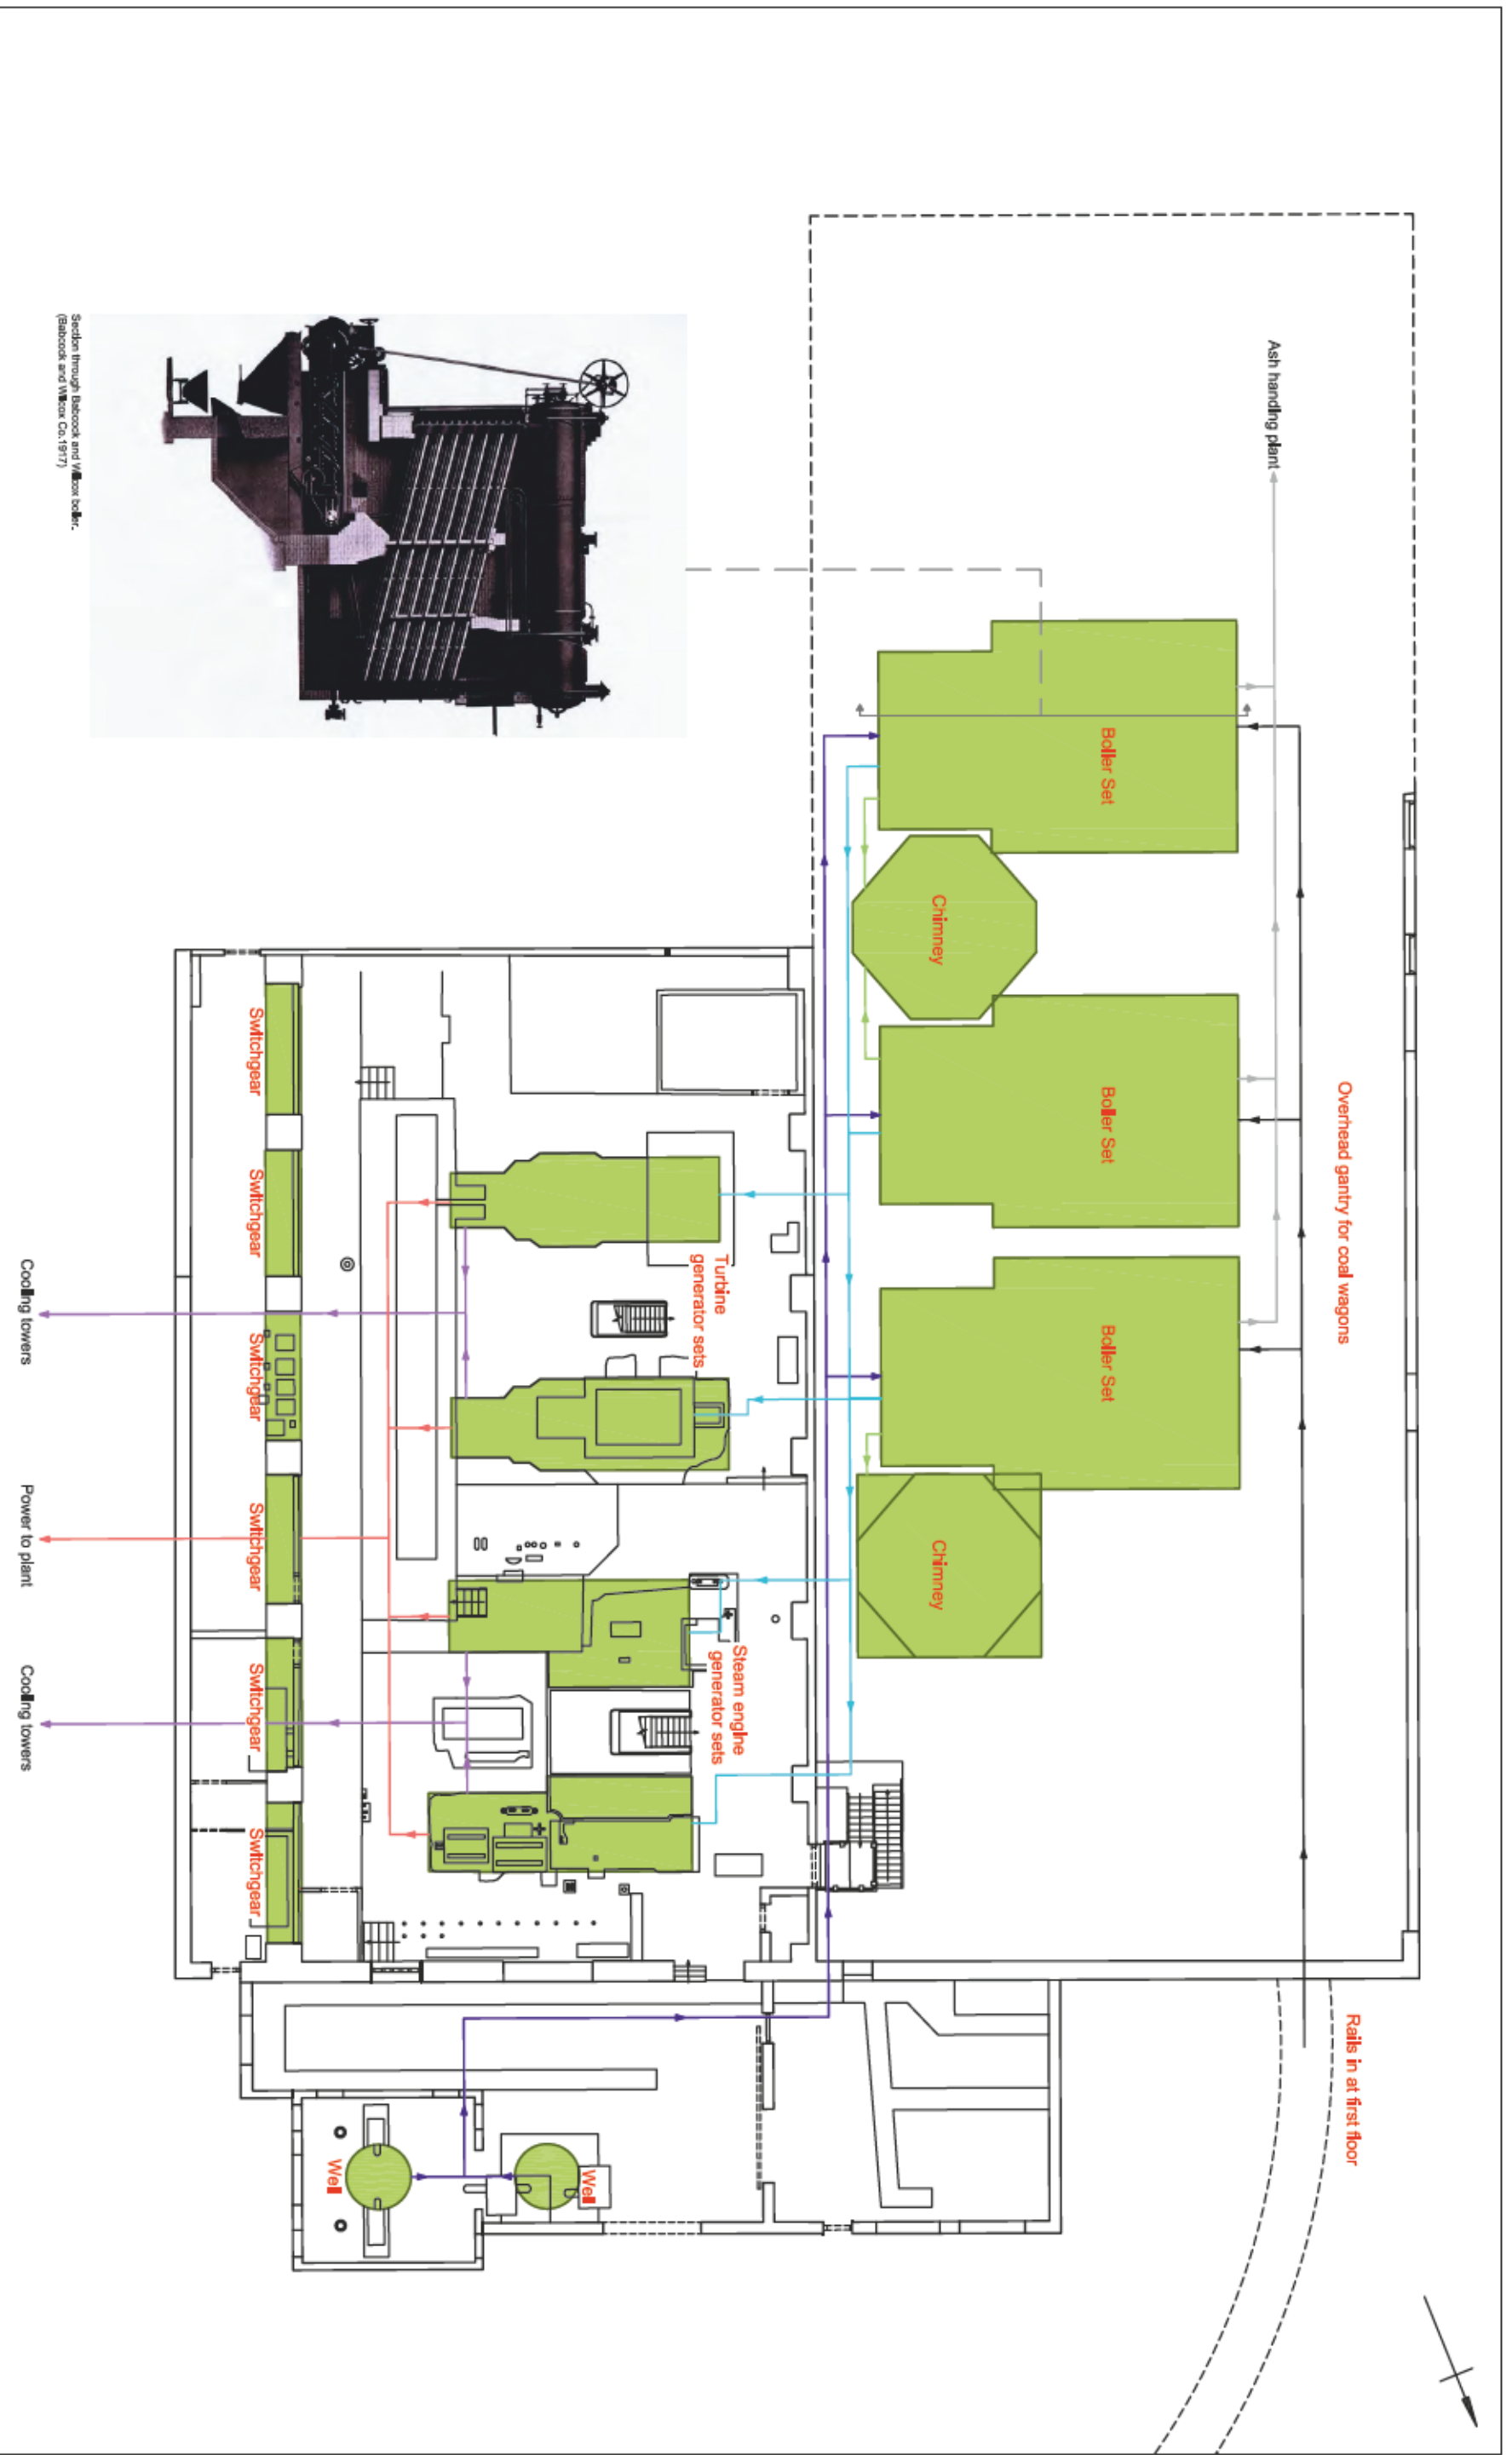 Rails in at first floor
Overhead gantry for coal wagons
Ash handling plant
Boiler Set
Boiler Set
Boiler Set
Chimney
Chimney
Turbine
generator sets
Steam engine
generator sets
Well
Well
Switchgear
Switchgear
Switchgear
Switchgear
Switchgear
Switchgear
Section through Babcock and Wilcox boiler.
(Babcock and Wilcox Co.1917)
Cooling towers
Power to plant
Cooling towers